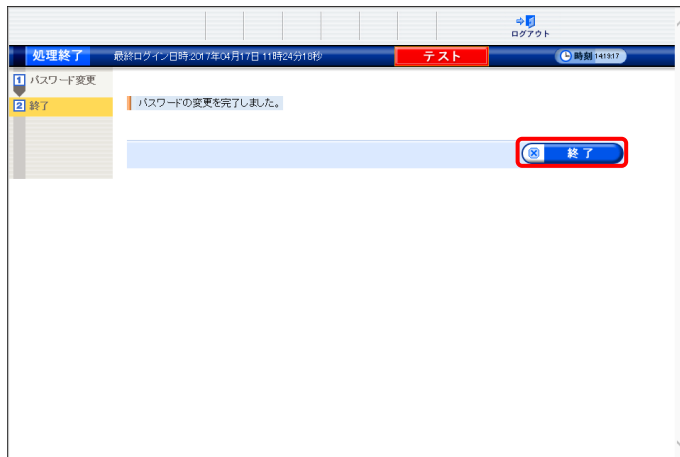 ログアウト
処理終了 最終ログイン日時:2017年04月17日 11時24分18秒 テスト 時刻 14:19:17
1 パスワード変更
2 終了
パスワードの変更を完了しました。
終了